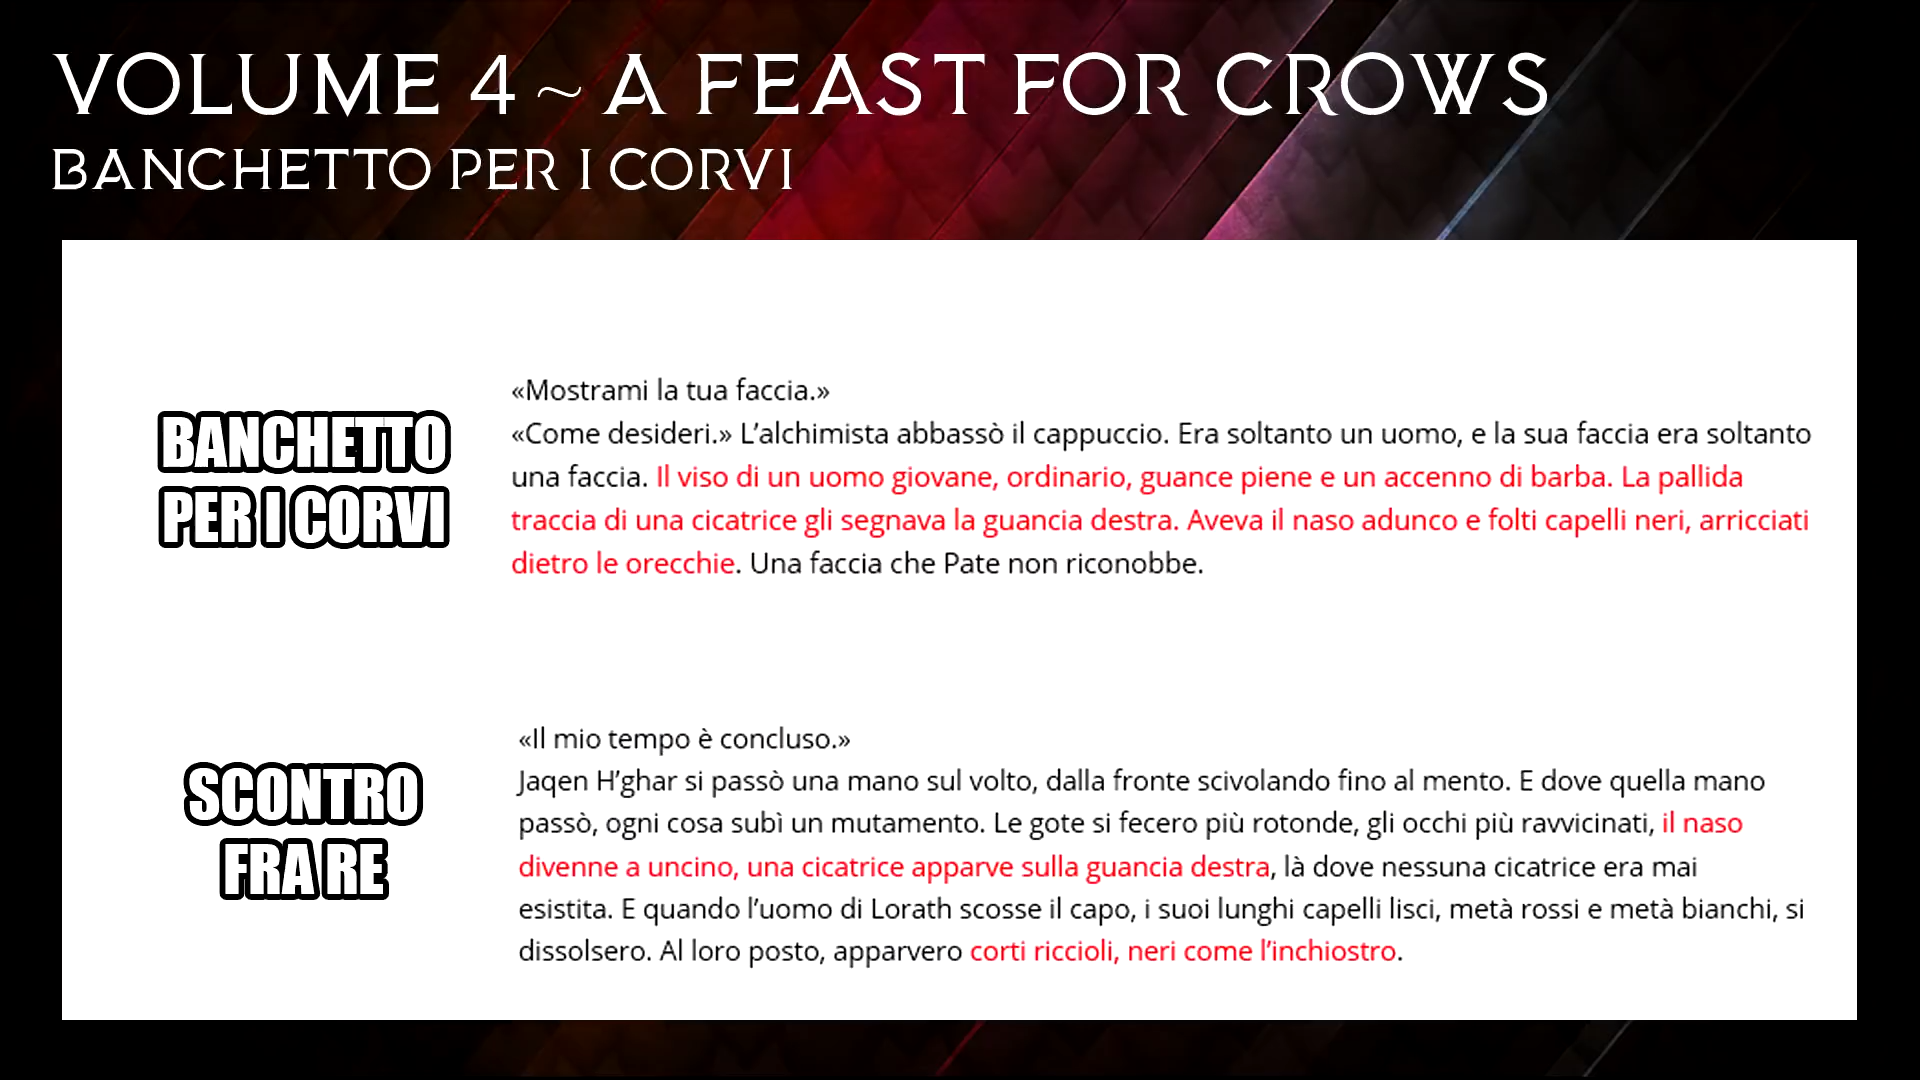 VOLUME 4 ~ A FEAST FOR CROWS
BANCHETTO PER I CORVI
BANCHETTO
PER I CORVI
«Mostrami la tua faccia.»
«Come desideri.» L’alchimista abbassò il cappuccio. Era soltanto un uomo, e la sua faccia era soltanto
una faccia. Il viso di un uomo giovane, ordinario, guance piene e un accenno di barba. La pallida
traccia di una cicatrice gli segnava la guancia destra. Aveva il naso adunco e folti capelli neri, arricciati
dietro le orecchie. Una faccia che Pate non riconobbe.
SCONTRO
FRA RE
«Il mio tempo è concluso.»
Jaqen H’ghar si passò una mano sul volto, dalla fronte scivolando fino al mento. E dove quella mano
passò, ogni cosa subì un mutamento. Le gote si fecero più rotonde, gli occhi più ravvicinati, il naso
divenne a uncino, una cicatrice apparve sulla guancia destra, là dove nessuna cicatrice era mai
esistita. E quando l’uomo di Lorath scosse il capo, i suoi lunghi capelli lisci, metà rossi e metà bianchi, si
dissolsero. Al loro posto, apparvero corti riccioli, neri come l’inchiostro.